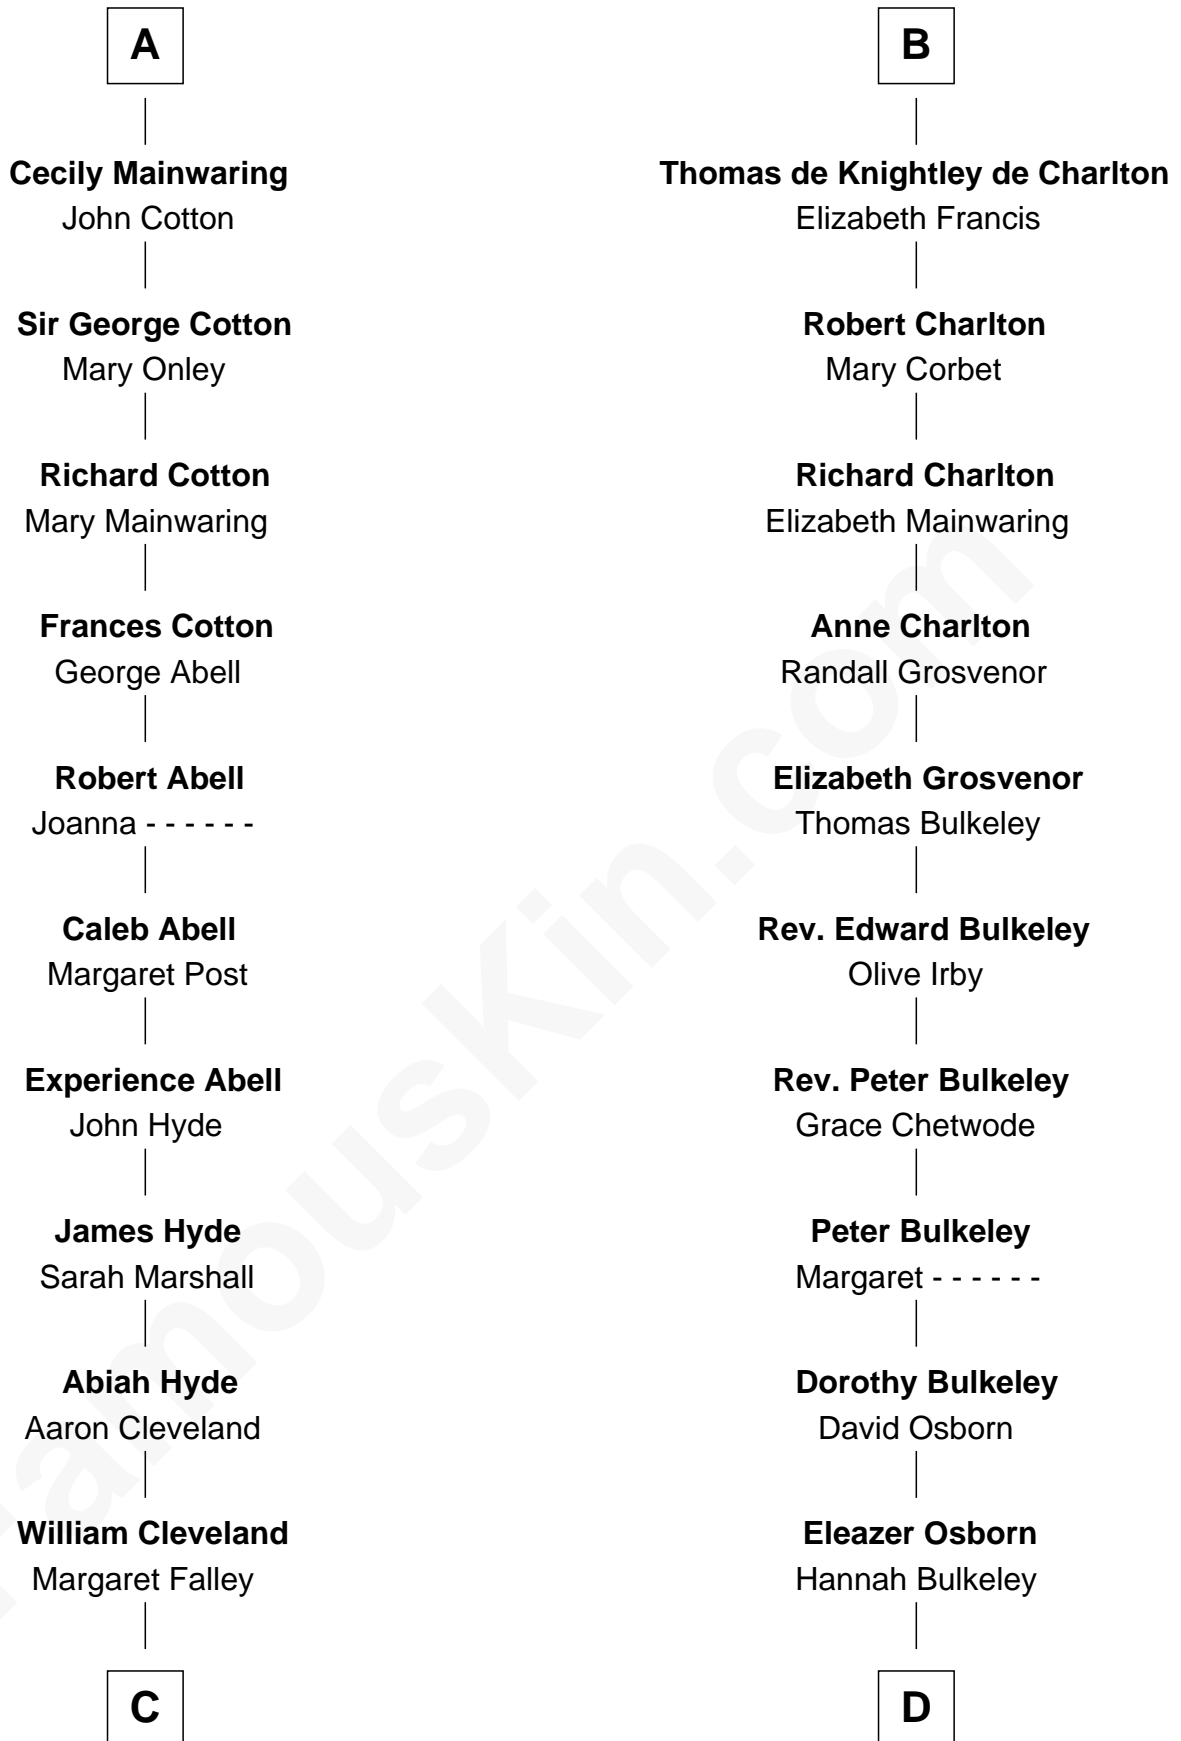 A
Cecily Mainwaring
John Cotton
Sir George Cotton
Mary Onley
Richard Cotton
Mary Mainwaring
Frances Cotton
George Abell
Robert Abell
Joanna - - - - - -
Caleb Abell
Margaret Post
Experience Abell
John Hyde
James Hyde
Sarah Marshall
Abiah Hyde
Aaron Cleveland
William Cleveland
Margaret Falley
C
B
Thomas de Knightley de Charlton
Elizabeth Francis
Robert Charlton
Mary Corbet
Richard Charlton
Elizabeth Mainwaring
Anne Charlton
Randall Grosvenor
Elizabeth Grosvenor
Thomas Bulkeley
Rev. Edward Bulkeley
Olive Irby
Rev. Peter Bulkeley
Grace Chetwode
Peter Bulkeley
Margaret - - - - - -
Dorothy Bulkeley
David Osborn
Eleazer Osborn
Hannah Bulkeley
D
FamousKin.com